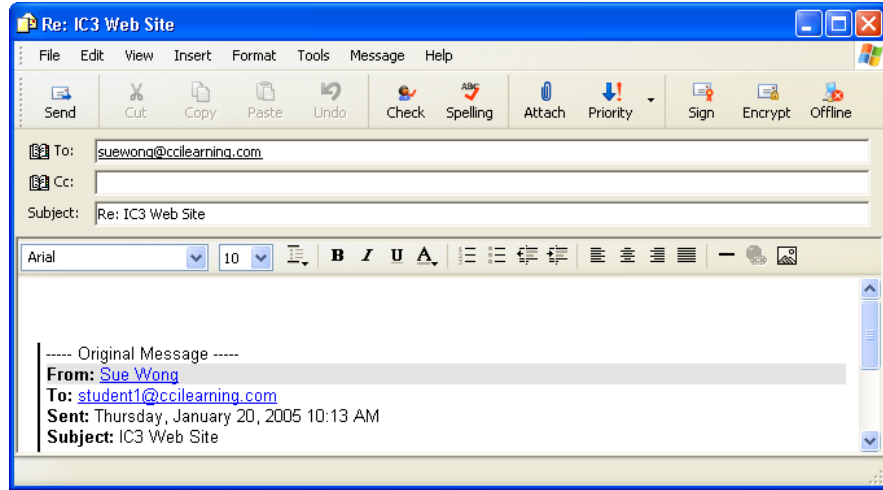 Re: IC3 Web Site
File Edit View Insert Format Tools Message Help
ABC
Send Cut Copy Paste Undo Check Spelling Attach Priority Sign Encrypt Offline
To: suewong@ccilearning.com
Cc:
Subject: Re: IC3 Web Site
Arial 10 B I U A
----- Original Message -----
From: Sue Wong
To: student1@ccilearning.com
Sent: Thursday, January 20, 2005 10:13 AM
Subject: IC3 Web Site